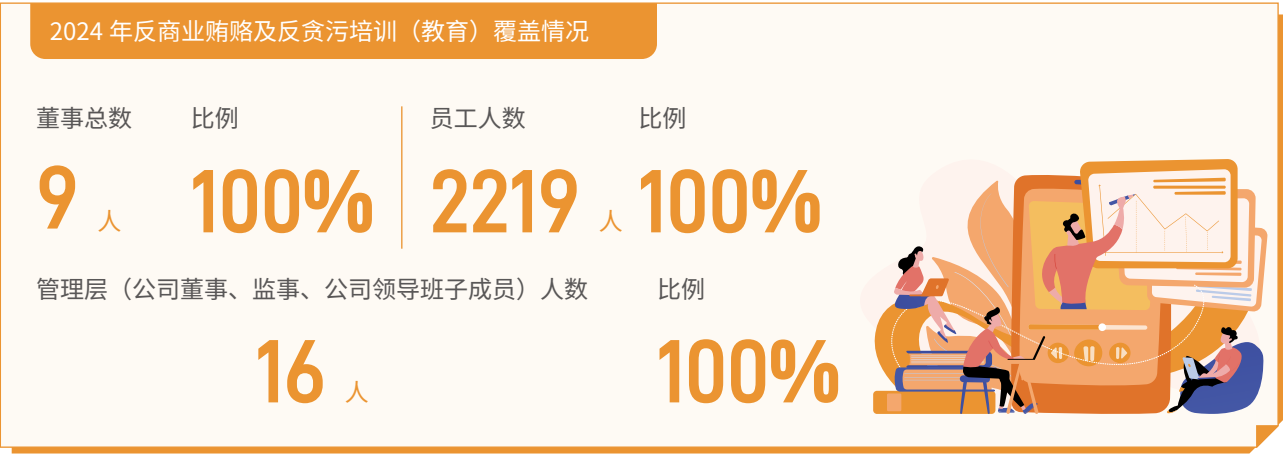 2024 年反商业贿赂及反贪污培训（教育）覆盖情况
董事总数 比例 员工人数 比例
9 人 100% 2219 人 100%
管理层（公司董事、监事、公司领导班子成员）人数 比例
16 人 100%